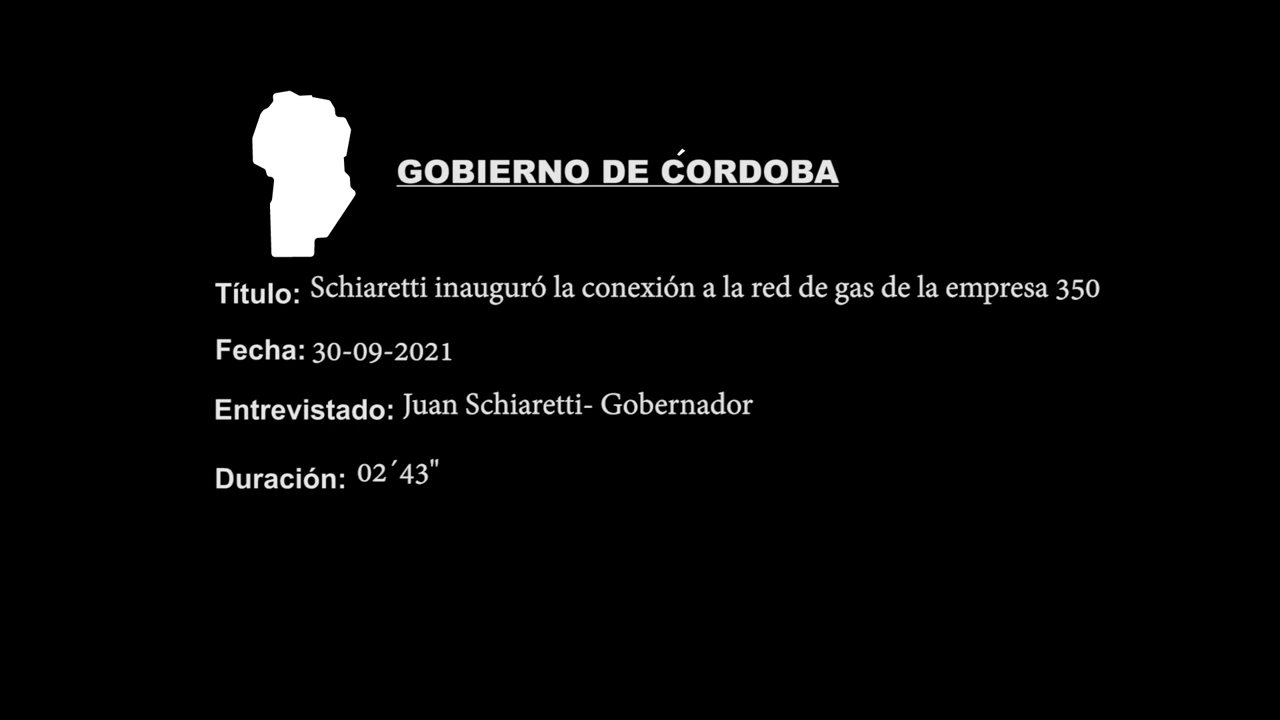 GOBIERNO DE CÓRDOBA
Título: Schiaretti inauguró la conexión a la red de gas de la empresa 350
Fecha: 30-09-2021
Entrevistado: Juan Schiaretti- Gobernador
Duración: 02´43"